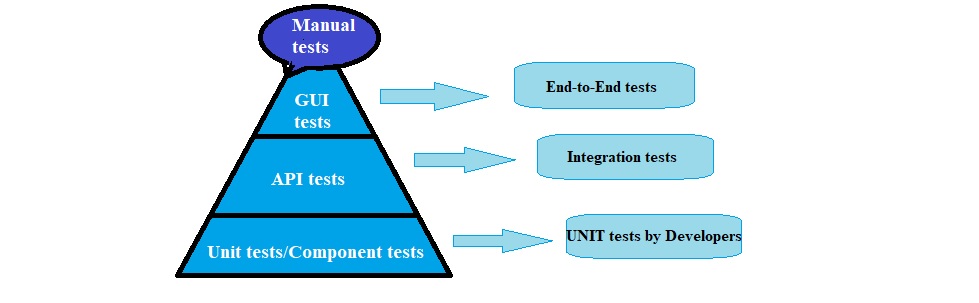 Manual
tests
End-to-End tests
GUI
tests
Integration tests
API tests
UNIT tests by Developers
Unit tests/Component tests